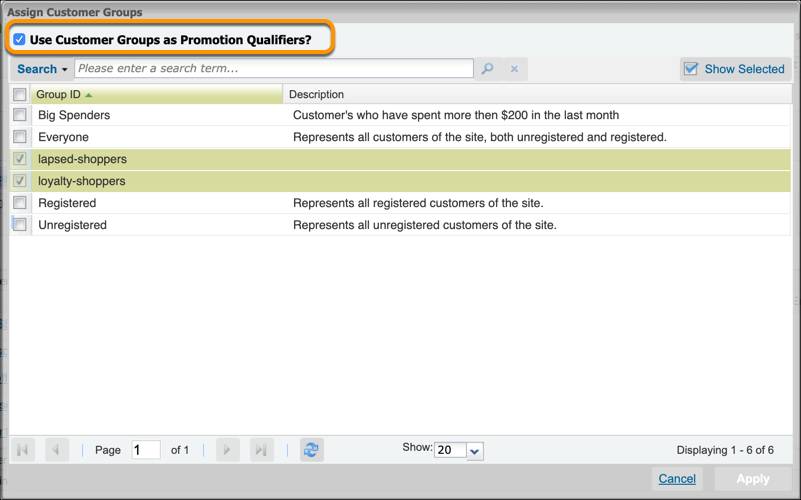 Assign Customer Groups
Use Customer Groups as Promotion Qualifiers?
Search Please enter a search term... Show Selected
Group ID Description
Big Spenders Customer's who have spent more then $200 in the last month
Everyone Represents all customers of the site, both unregistered and registered.
lapsed-shoppers
loyalty-shoppers
Registered Represents all registered customers of the site.
Unregistered Represents all unregistered customers of the site.
Page 1 of 1 Show: 20 Displaying 1 - 6 of 6
Cancel Apply